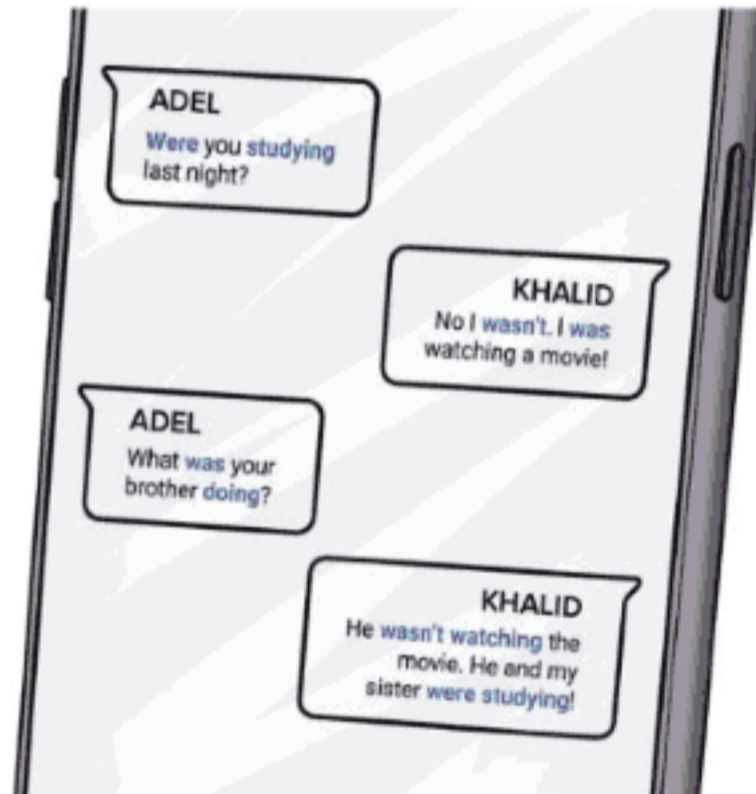 ADEL
Were you studying
last night?
KHALID
No I wasn't. I was
watching a movie!
ADEL
What was your
brother doing?
KHALID
He wasn't watching the
movie. He and my
sister were studying!